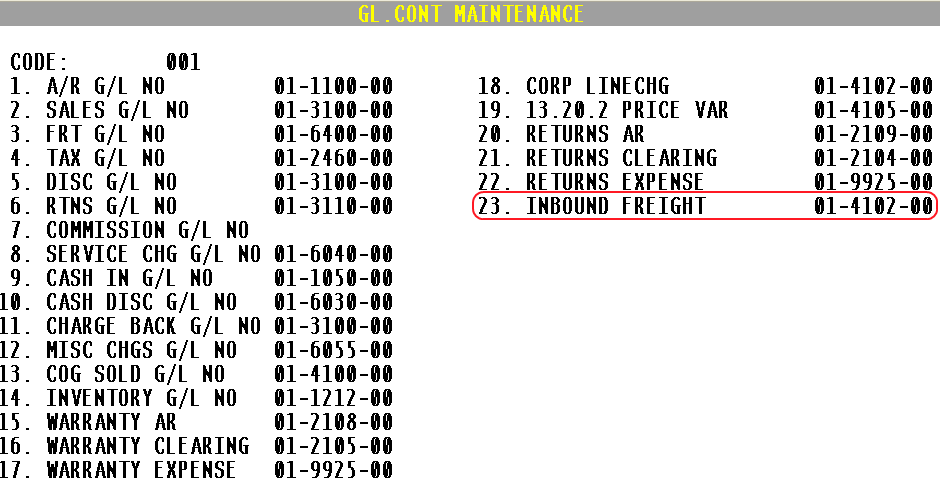 GL.CONT MAINTENANCE
CODE: 001
1. A/R G/L NO 01-1100-00
2. SALES G/L NO 01-3100-00
3. FRT G/L NO 01-6400-00
4. TAX G/L NO 01-2460-00
5. DISC G/L NO 01-3100-00
6. RTNS G/L NO 01-3110-00
7. COMMISSION G/L NO
8. SERVICE CHG G/L NO 01-6040-00
9. CASH IN G/L NO 01-1050-00
10. CASH DISC G/L NO 01-6030-00
11. CHARGE BACK G/L NO 01-3100-00
12. MISC CHGS G/L NO 01-6055-00
13. COG SOLD G/L NO 01-4100-00
14. INVENTORY G/L NO 01-1212-00
15. WARRANTY AR 01-2108-00
16. WARRANTY CLEARING 01-2105-00
17. WARRANTY EXPENSE 01-9925-00
18. CORP LINECHG 01-4102-00
19. 13.20.2 PRICE VAR 01-4105-00
20. RETURNS AR 01-2109-00
21. RETURNS CLEARING 01-2104-00
22. RETURNS EXPENSE 01-9925-00
23. INBOUND FREIGHT 01-4102-00